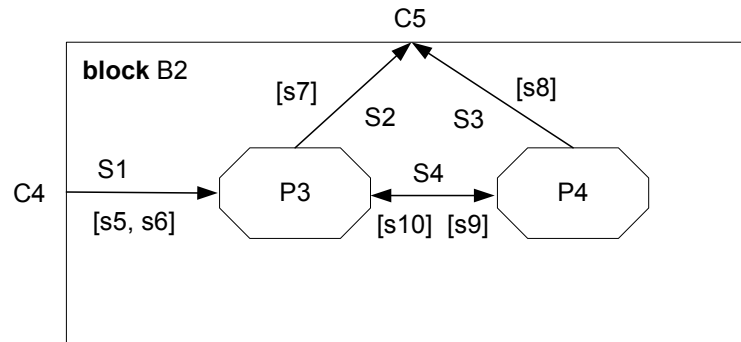 C5
block B2
[s7]
[s8]
S2
S3
S1
S4
C4
P3
P4
[s5, s6]
[s10]
[s9]